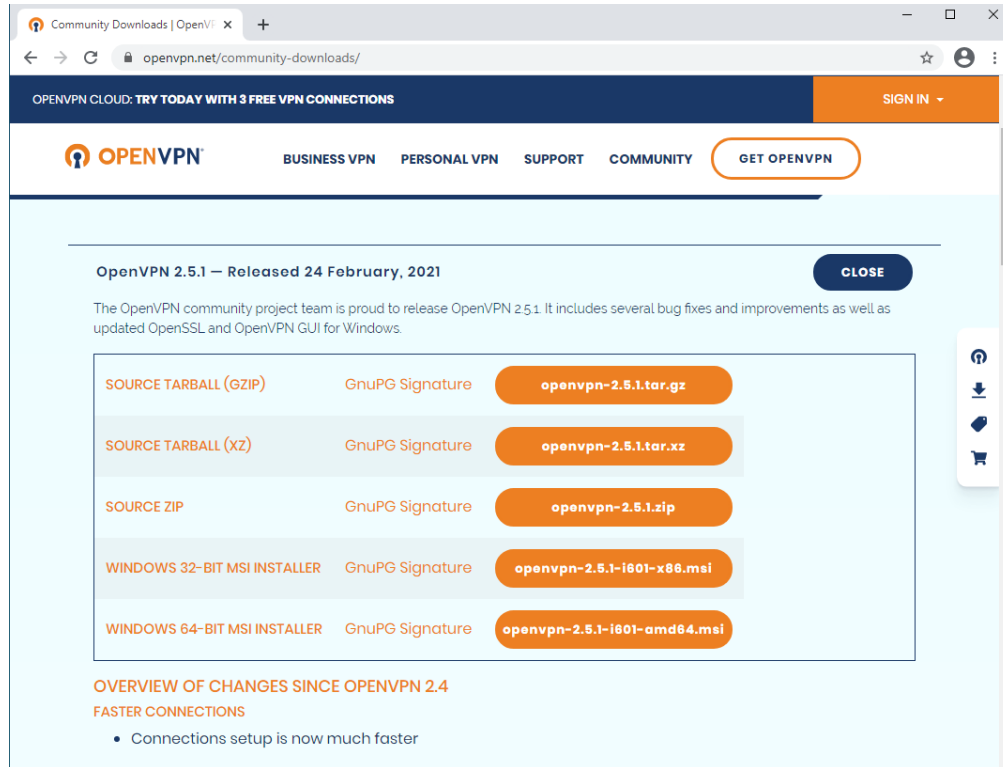 Community Downloads | OpenVP
openvpn.net/community-downloads/
OPENVPN CLOUD: TRY TODAY WITH 3 FREE VPN CONNECTIONS
SIGN IN
OPENVPN
BUSINESS VPN PERSONAL VPN SUPPORT COMMUNITY GET OPENVPN
OpenVPN 2.5.1 — Released 24 February, 2021
CLOSE
The OpenVPN community project team is proud to release OpenVPN 2.5.1. It includes several bug fixes and improvements as well as
updated OpenSSL and OpenVPN GUI for Windows.
SOURCE TARBALL (GZIP) GnuPG Signature openvpn-2.5.1.tar.gz
SOURCE TARBALL (XZ) GnuPG Signature openvpn-2.5.1.tar.xz
SOURCE ZIP GnuPG Signature openvpn-2.5.1.zip
WINDOWS 32-BIT MSI INSTALLER GnuPG Signature openvpn-2.5.1-i601-x86.msi
WINDOWS 64-BIT MSI INSTALLER GnuPG Signature openvpn-2.5.1-i601-amd64.msi
OVERVIEW OF CHANGES SINCE OPENVPN 2.4
FASTER CONNECTIONS
• Connections setup is now much faster